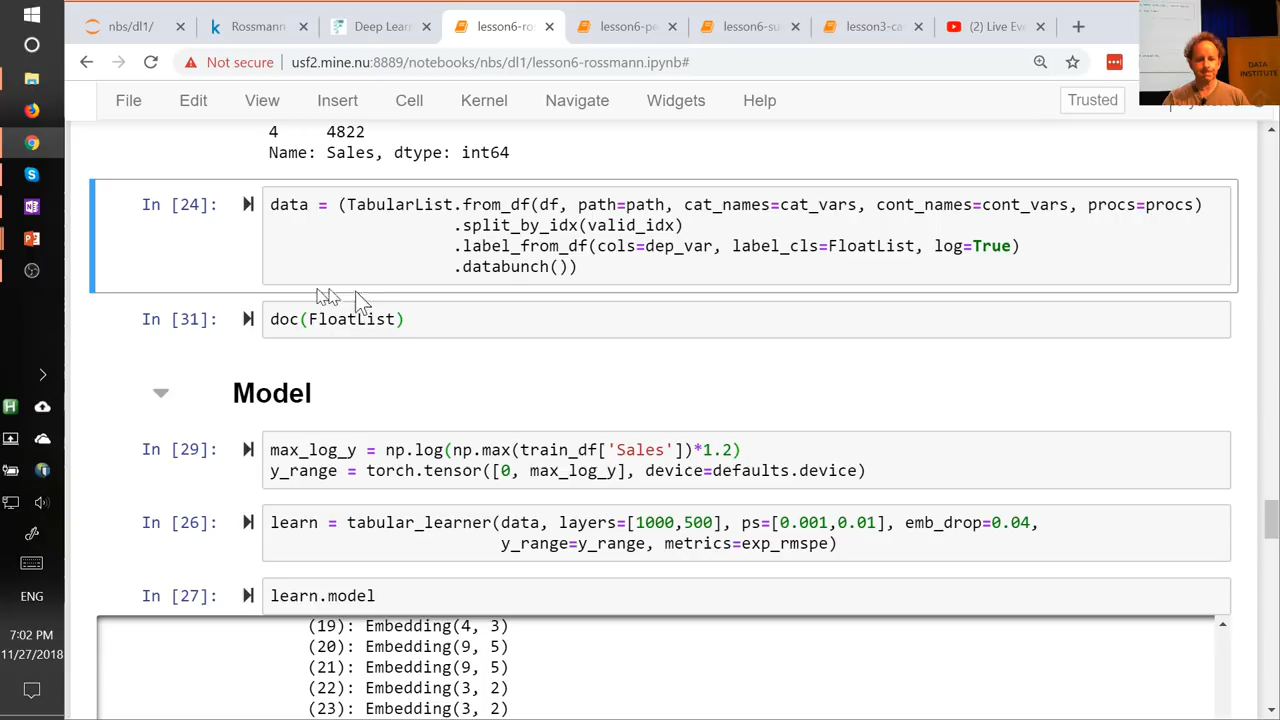 nbs/dl1/
Rossmann
Deep Learn
lesson6-ro
lesson6-pe
lesson6-su
lesson3-ca
(2) Live Eve
Not secure | usf2.mine.nu:8889/notebooks/nbs/dl1/lesson6-rossmann.ipynb#
DATA
INSTITUTE
File Edit View Insert Cell Kernel Navigate Widgets Help
Trusted
4 4822
Name: Sales, dtype: int64
In [24]: data = (TabularList.from_df(df, path=path, cat_names=cat_vars, cont_names=cont_vars, procs=procs)
.split_by_idx(valid_idx)
.label_from_df(cols=dep_var, label_cls=FloatList, log=True)
.databunch())
In [31]: doc(FloatList)
Model
In [29]: max_log_y = np.log(np.max(train_df['Sales'])*1.2)
y_range = torch.tensor([0, max_log_y], device=defaults.device)
In [26]: learn = tabular_learner(data, layers=[1000,500], ps=[0.001,0.01], emb_drop=0.04,
y_range=y_range, metrics=exp_rmspe)
In [27]: learn.model
(19): Embedding(4, 3)
(20): Embedding(9, 5)
(21): Embedding(9, 5)
(22): Embedding(3, 2)
(23): Embedding(3, 2)
ENG
7:02 PM
11/27/2018